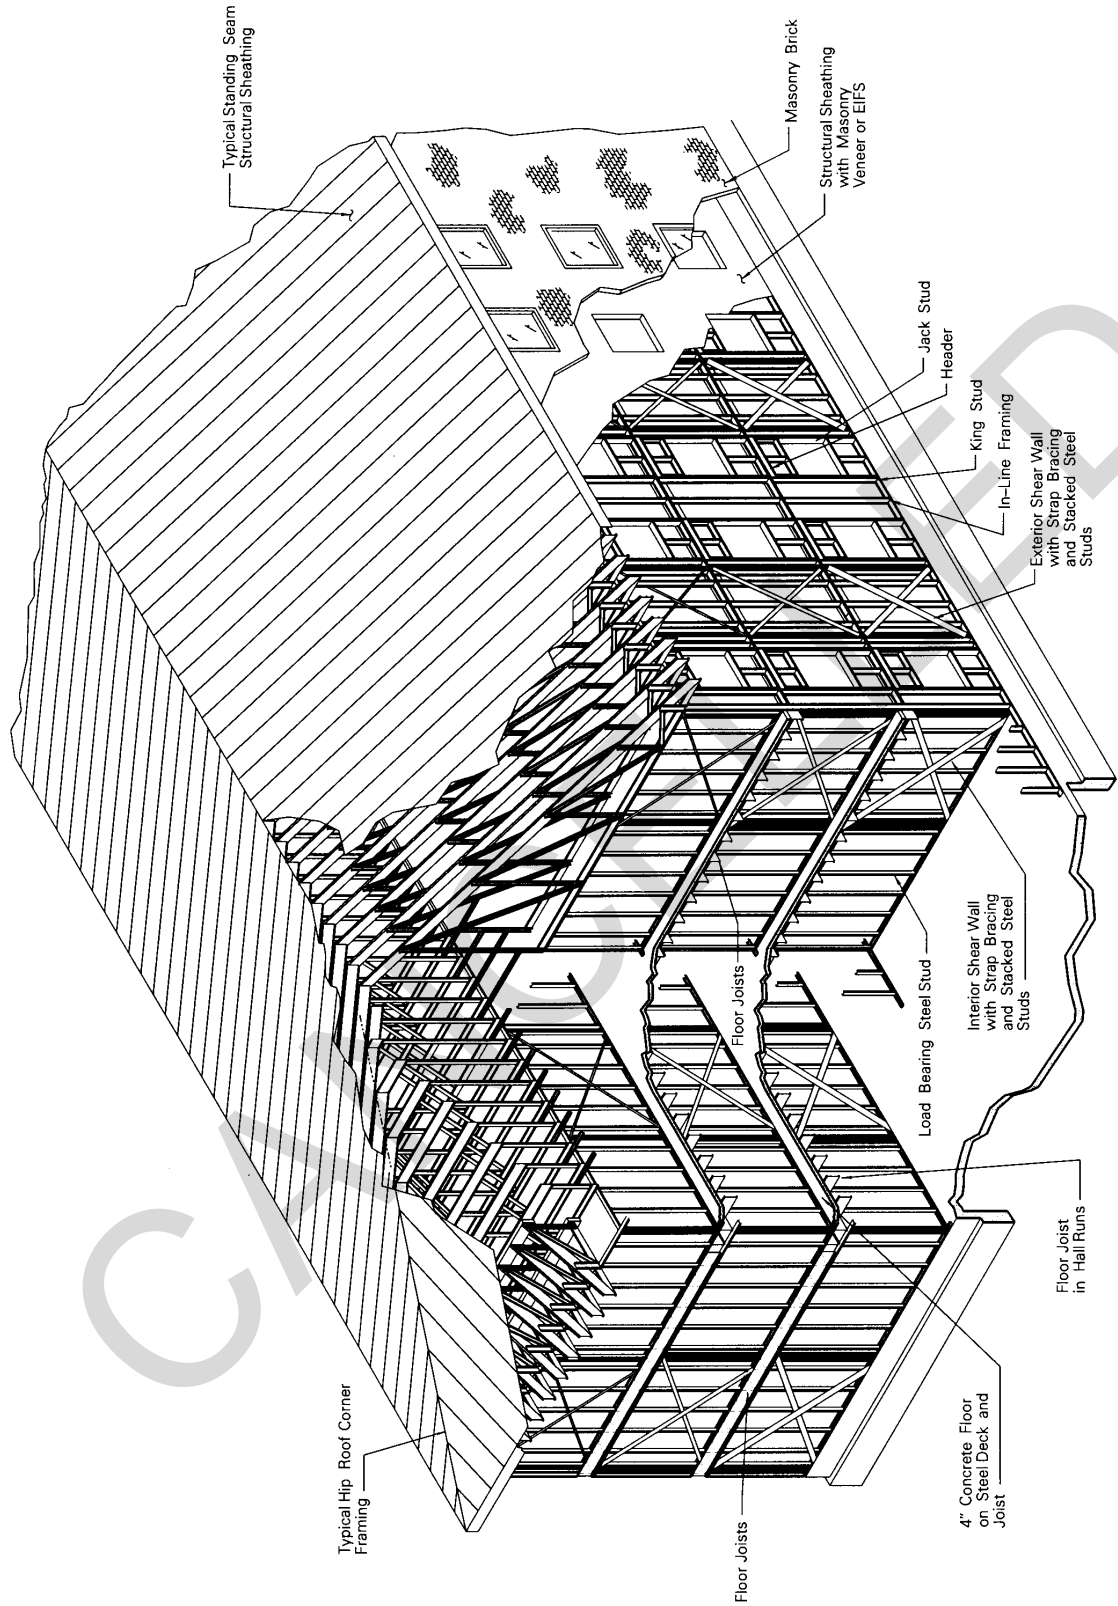 Typical Standing Seam
Structural Sheathing
Masonry Brick
Structural Sheathing
with Masonry
Veneer or EIFS
Jack Stud
Header
King Stud
In-Line Framing
Exterior Shear Wall
with Strap Bracing
and Stacked Steel
Studs
Floor Joists
Load Bearing Steel Stud
Interior Shear Wall
with Strap Bracing
and Stacked Steel
Studs
Floor Joist
in Hall Runs
Typical Hip Roof Corner
Framing
Floor Joists
4" Concrete Floor
on Steel Deck and
Joist
CANCELLED